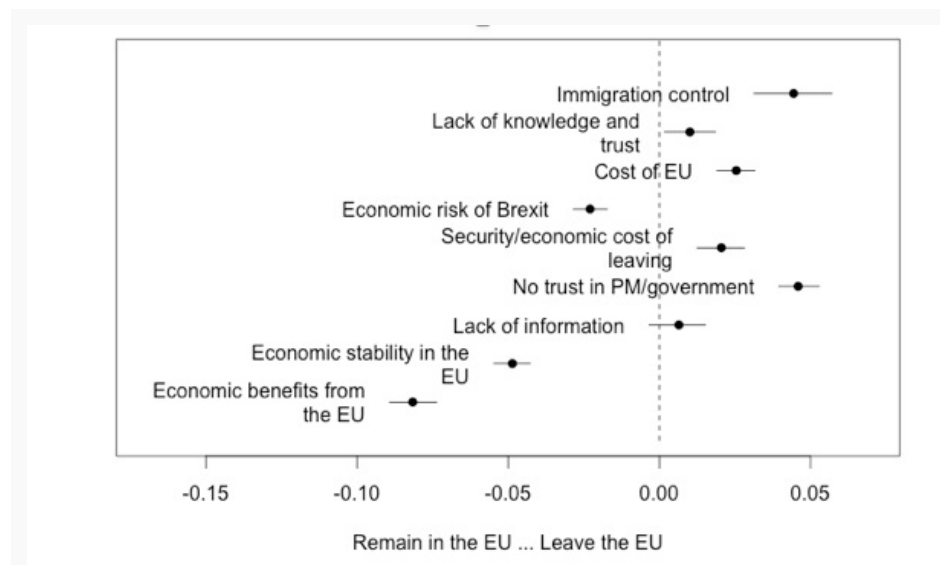 Immigration control
Lack of knowledge and
trust
Cost of EU
Economic risk of Brexit
Security/economic cost of
leaving
No trust in PM/government
Lack of information
Economic stability in the
EU
Economic benefits from
the EU
-0.15 -0.10 -0.05 0.00 0.05
Remain in the EU ... Leave the EU